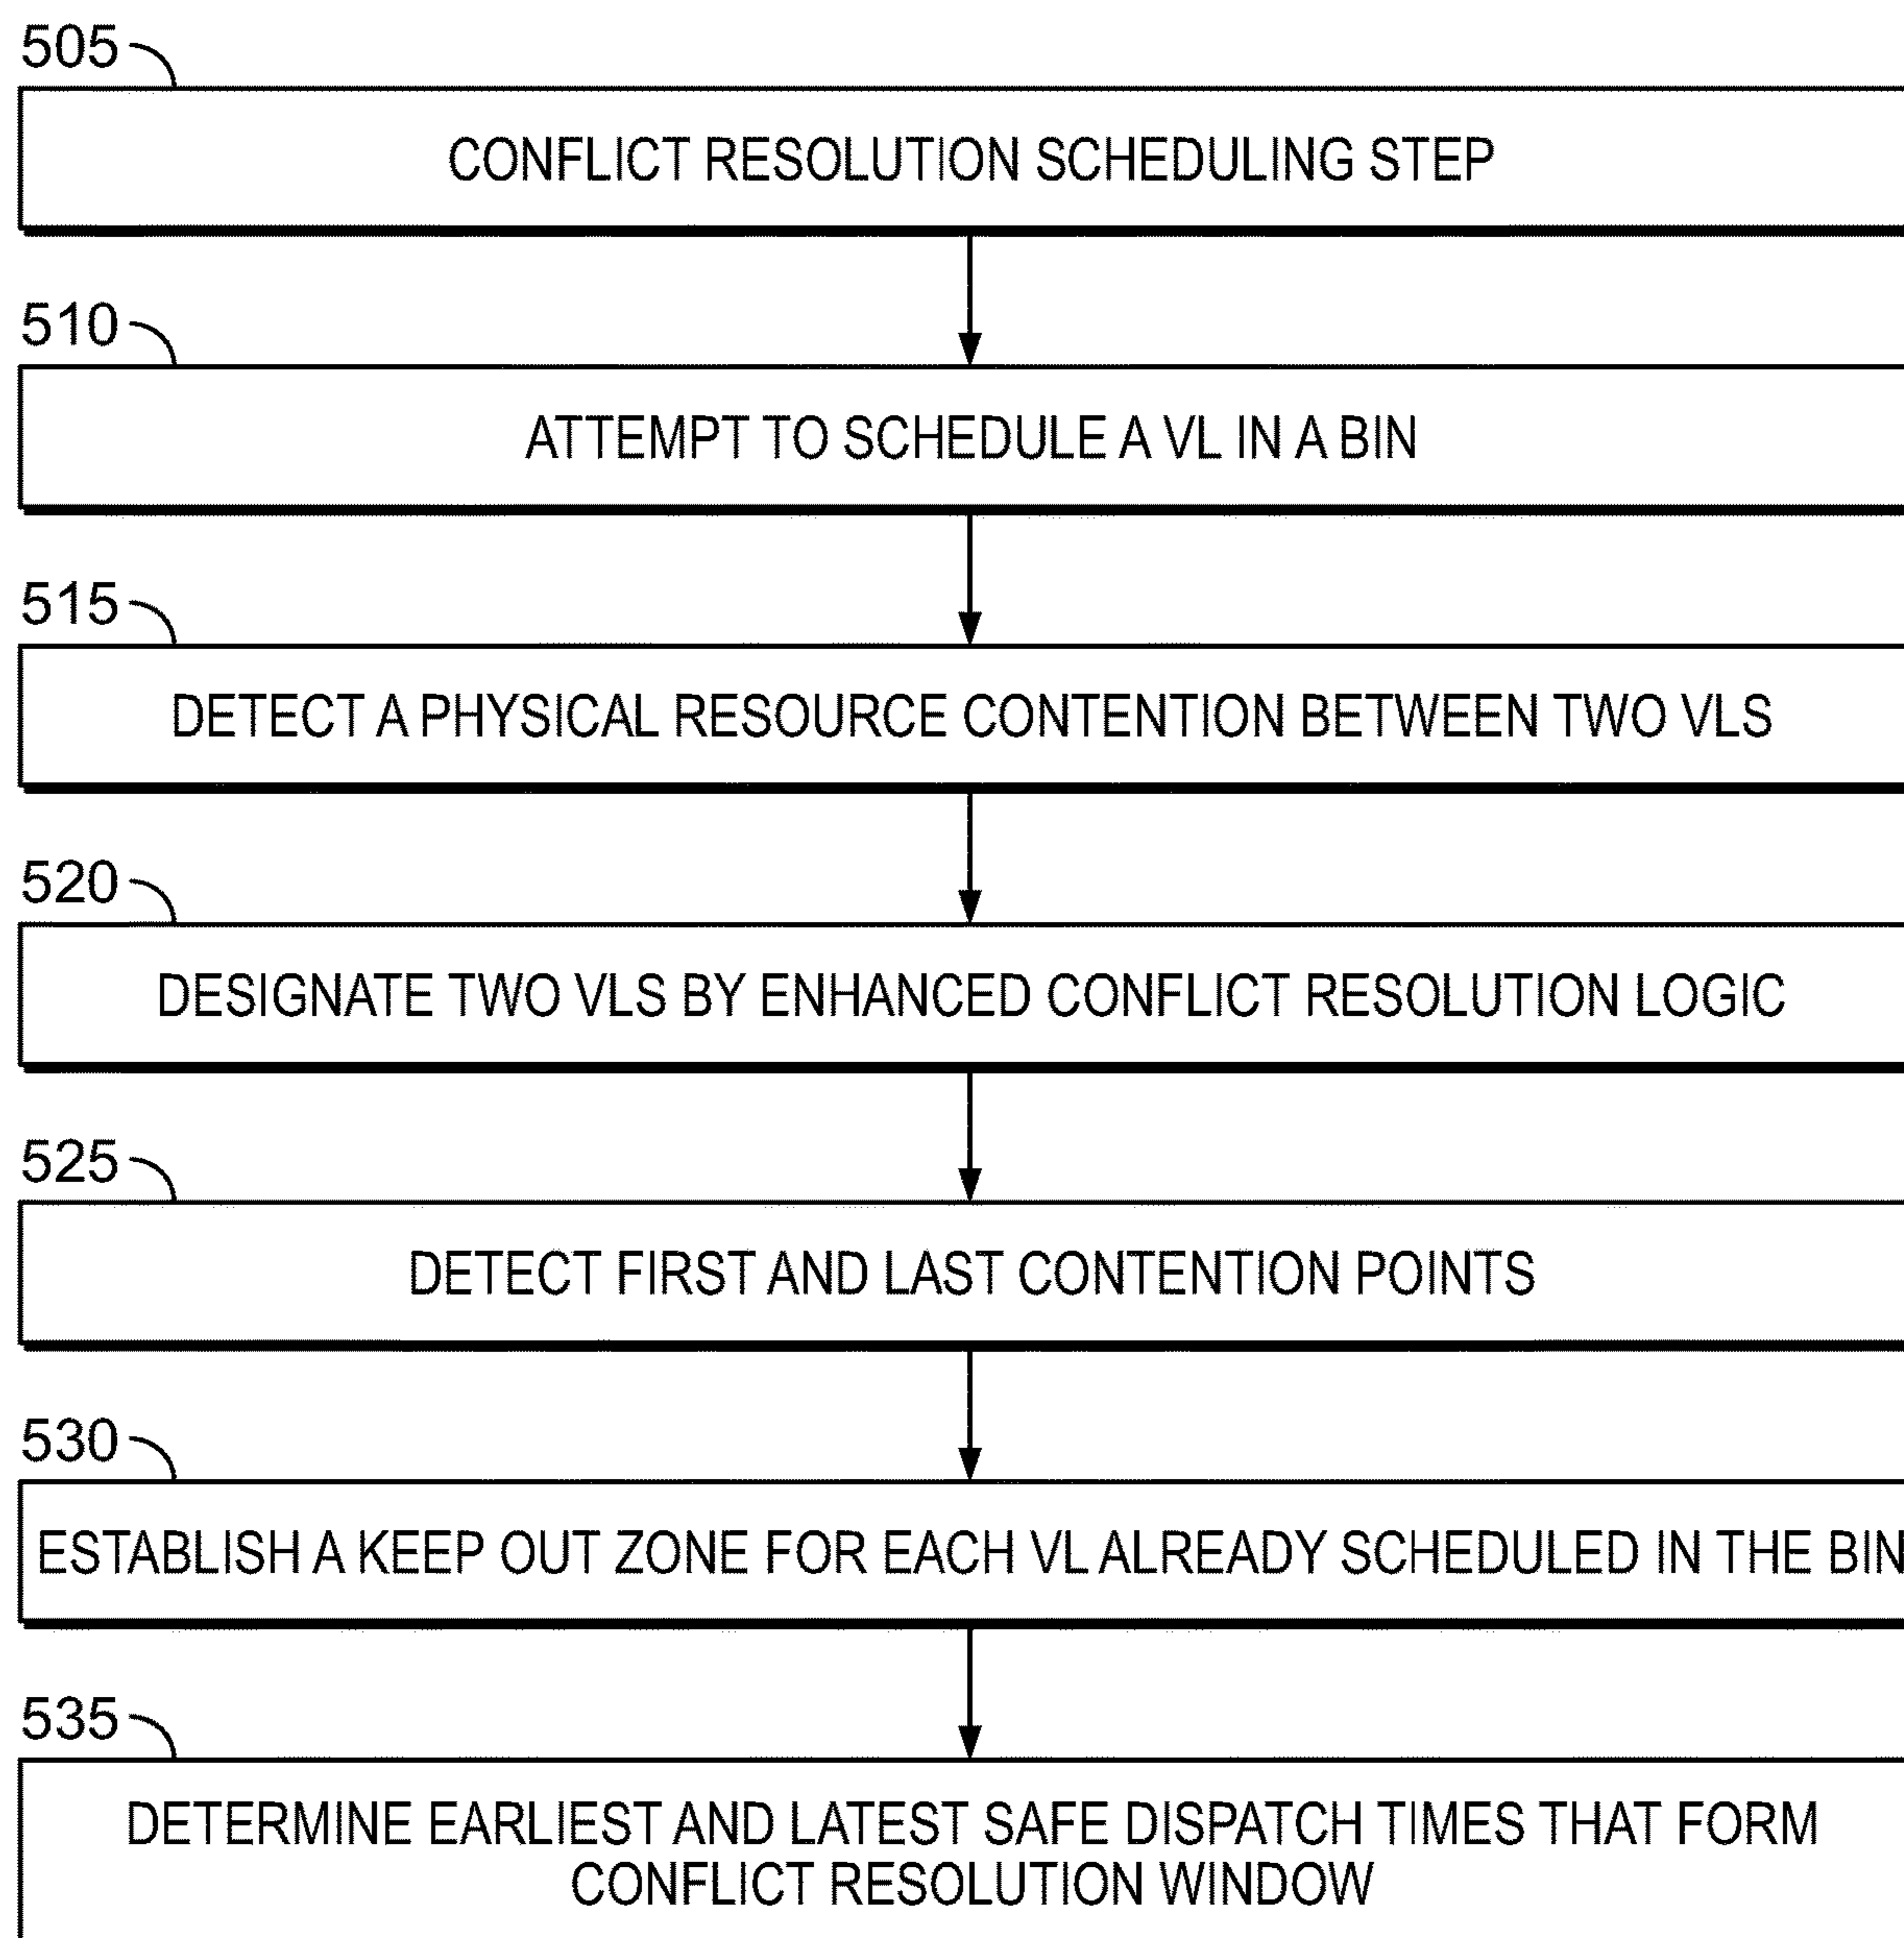 505
CONFLICT RESOLUTION SCHEDULING STEP
510
ATTEMPT TO SCHEDULE A VL IN A BIN
515
DETECT A PHYSICAL RESOURCE CONTENTION BETWEEN TWO VLS
520
DESIGNATE TWO VLS BY ENHANCED CONFLICT RESOLUTION LOGIC
525
DETECT FIRST AND LAST CONTENTION POINTS
530
ESTABLISH A KEEP OUT ZONE FOR EACH VL ALREADY SCHEDULED IN THE BIN
535
DETERMINE EARLIEST AND LATEST SAFE DISPATCH TIMES THAT FORM
CONFLICT RESOLUTION WINDOW